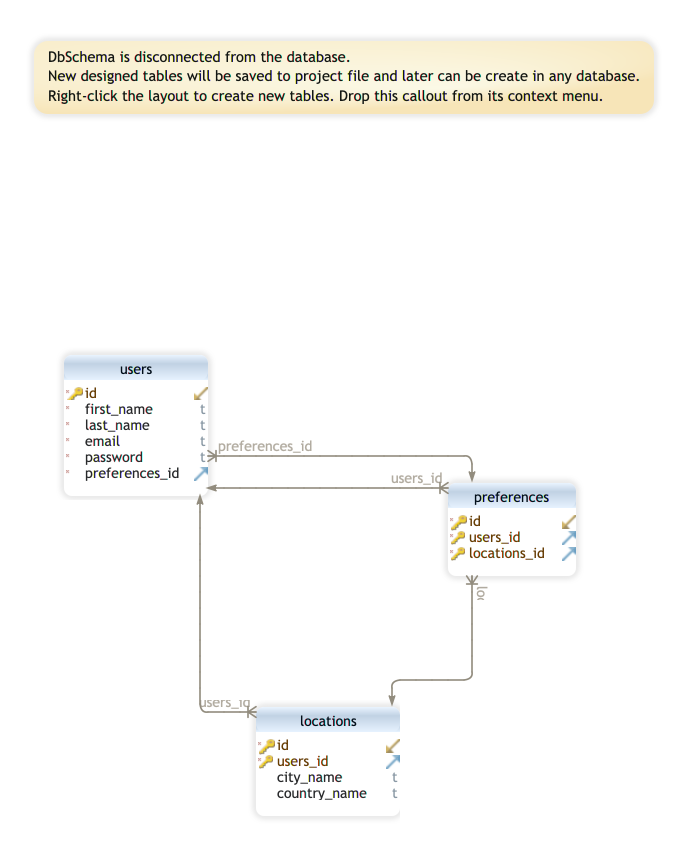 DbSchema is disconnected from the database.
New designed tables will be saved to project file and later can be create in any database.
Right-click the layout to create new tables. Drop this callout from its context menu.
users
id
first_name t
last_name t
email t
password t
preferences_id
preferences_id
users_id
preferences
id
users_id
locations_id
users_id
locations
id
users_id
city_name t
country_name t